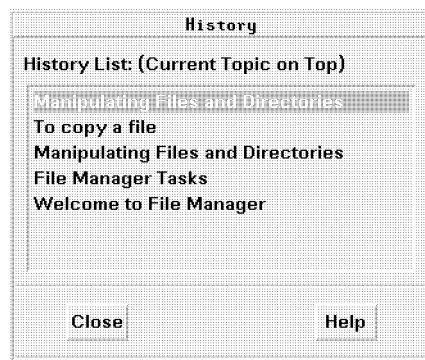 History
History List: (Current Topic on Top)
Manipulating Files and Directories
To copy a file
Manipulating Files and Directories
File Manager Tasks
Welcome to File Manager
Close Help